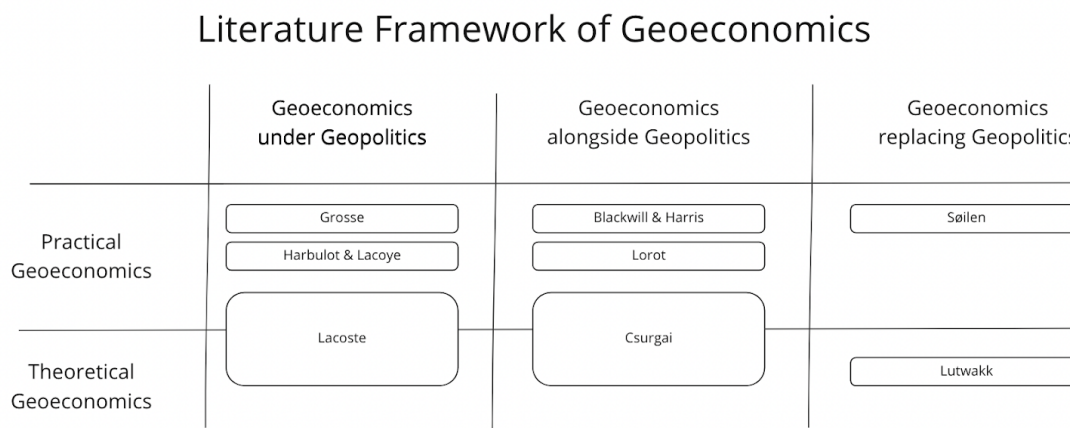 Literature Framework of Geoeconomics
Geoeconomics
under Geopolitics
Geoeconomics
alongside Geopolitics
Geoeconomics
replacing Geopolitics
Practical
Geoeconomics
Grosse
Blackwill & Harris
Søilen
Harbulot & Lacoye
Lorot
Lacoste
Csurgai
Theoretical
Geoeconomics
Lutwakk